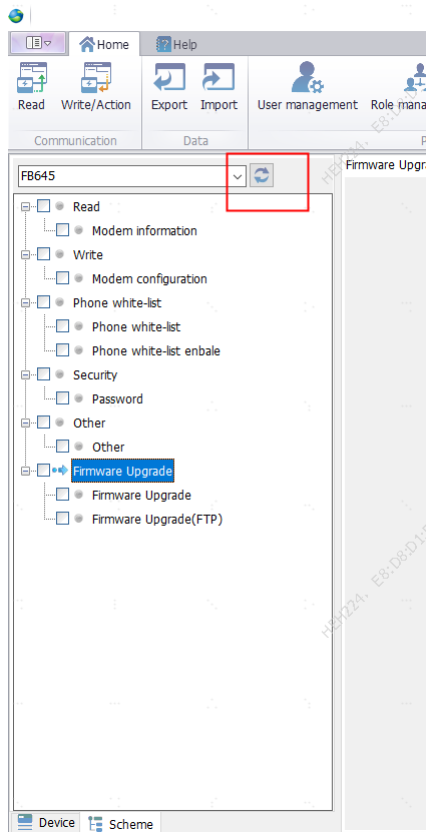 Home Help
Read Write/Action Export Import User management Role mana
Communication Data P
FB645
Firmware Upgr
Read
Modem information
Write
Modem configuration
Phone white-list
Phone white-list
Phone white-list enbale
Security
Password
Other
Other
Firmware Upgrade
Firmware Upgrade
Firmware Upgrade(FTP)
Device Scheme